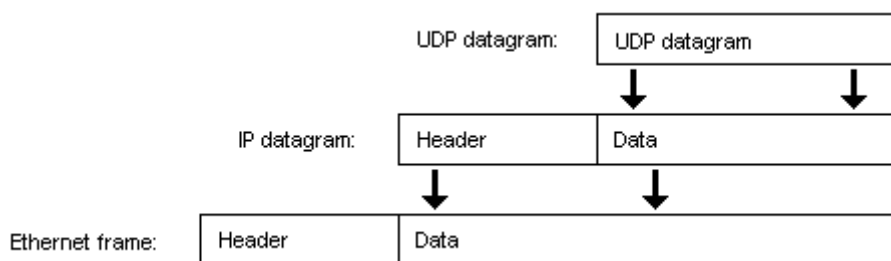 UDP datagram: UDP datagram
IP datagram: Header Data
Ethernet frame: Header Data